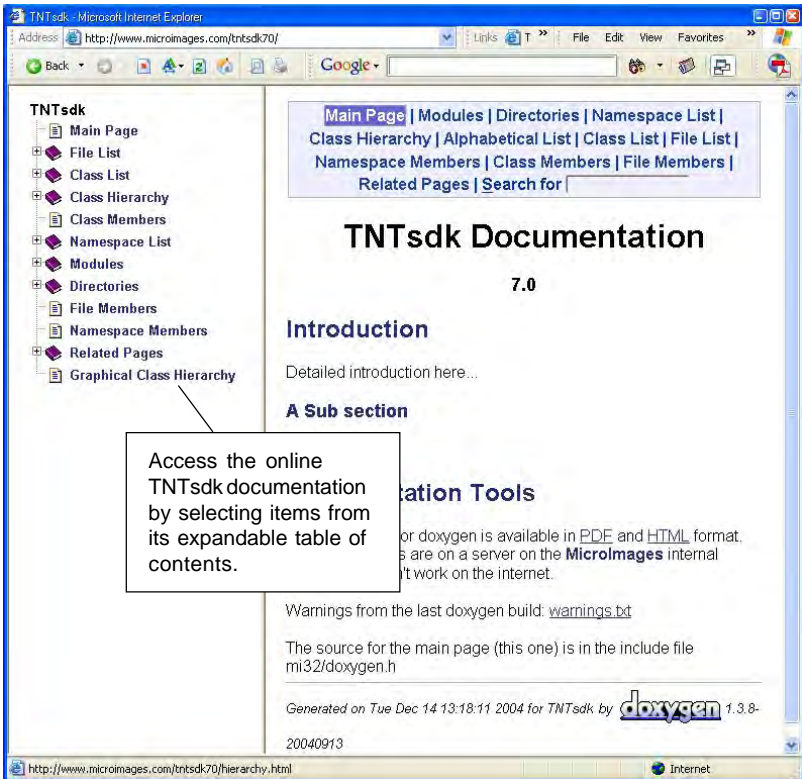 TNTsdk - Microsoft Internet Explorer
Address http://www.microimages.com/tntsdk70/ Links T » File Edit View Favorites »
Back Google
TNTsdk
Main Page
File List
Class List
Class Hierarchy
Class Members
Namespace List
Modules
Directories
File Members
Namespace Members
Related Pages
Graphical Class Hierarchy
Access the online
TNTsdk documentation
by selecting items from
its expandable table of
contents.
Main Page | Modules | Directories | Namespace List |
Class Hierarchy | Alphabetical List | Class List | File List |
Namespace Members | Class Members | File Members |
Related Pages | Search for
TNTsdk Documentation
7.0
Introduction
Detailed introduction here...
A Sub section
tation Tools
or doxygen is available in PDF and HTML format.
s are on a server on the MicroImages internal
't work on the internet.
Warnings from the last doxygen build: warnings.txt
The source for the main page (this one) is in the include file
mi32/doxygen.h
Generated on Tue Dec 14 13:18:11 2004 for TNTsdk by doxygen 1.3.8-
20040913
http://www.microimages.com/tntsdk70/hierarchy.html Internet